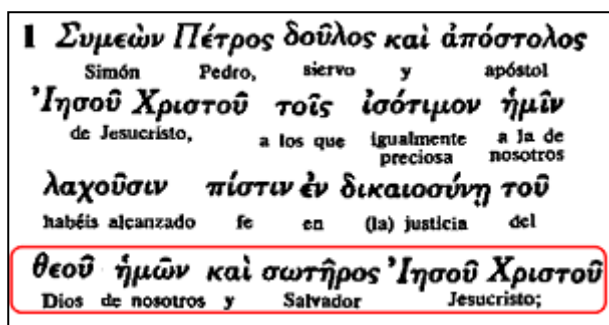 1 Συμεὼν Πέτρος δοῦλος καὶ ἀπόστολος
Simón Pedro, siervo y apóstol
Ἰησοῦ Χριστοῦ τοῖς ἰσότιμον ἡμῖν
de Jesucristo, a los que igualmente preciosa a la de nosotros
λαχοῦσιν πίστιν ἐν δικαιοσύνῃ τοῦ
habéis alcanzado fe en (la) justicia del
θεοῦ ἡμῶν καὶ σωτῆρος Ἰησοῦ Χριστοῦ
Dios de nosotros y Salvador Jesucristo;